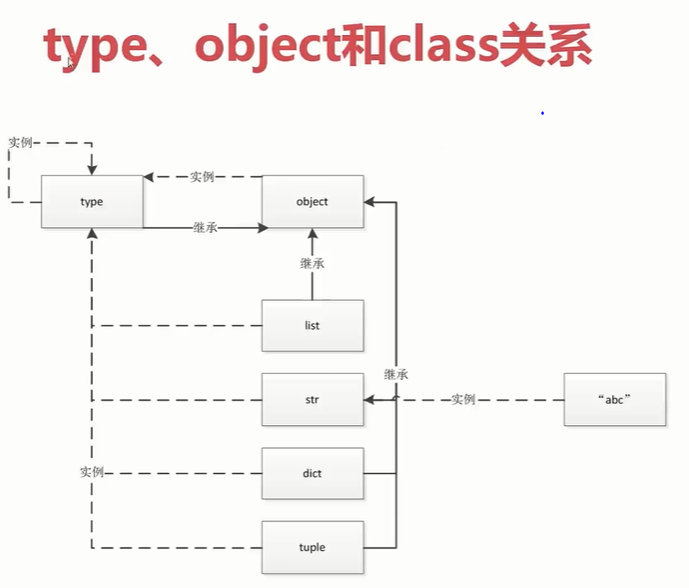 type、object和class关系
实例
实例
type
object
继承
继承
list
继承
str
实例
“abc”
实例
dict
tuple